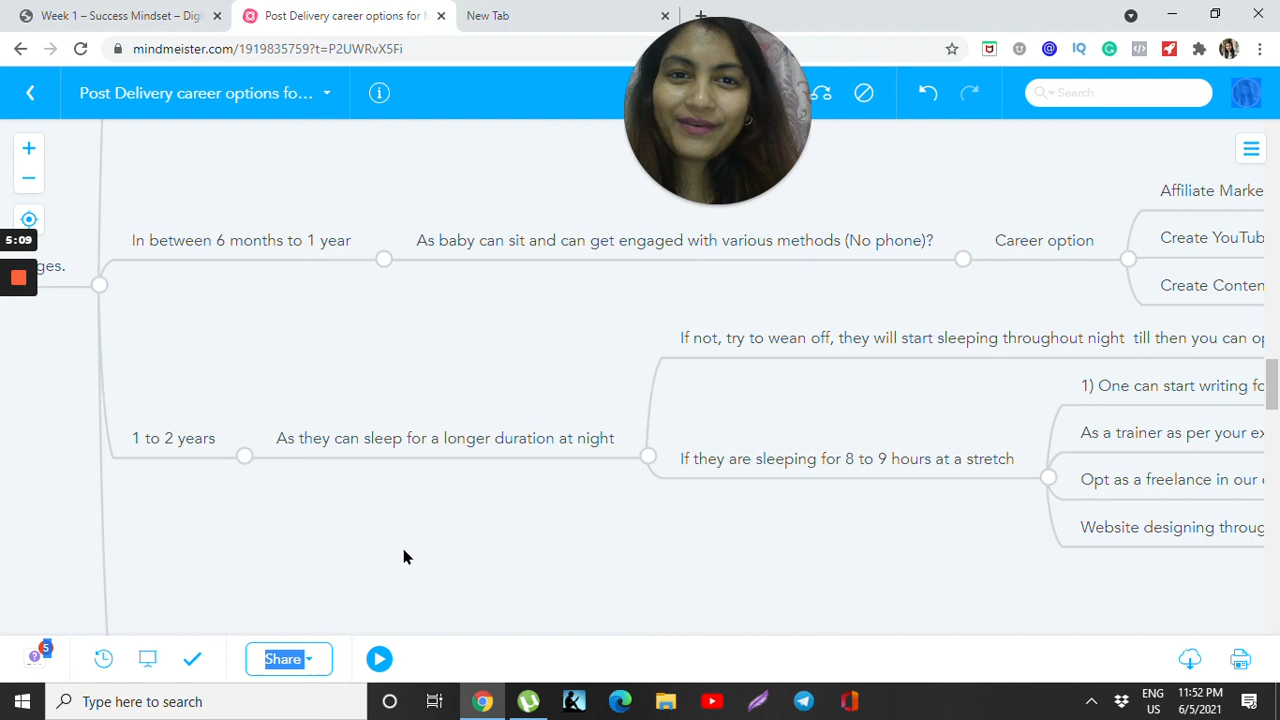 Week 1 – Success Mindset – Digi
Post Delivery career options for M
New Tab
mindmeister.com/1919835759?t=P2UWRvX5Fi
Post Delivery career options fo...
Search
5:09
ges.
In between 6 months to 1 year
As baby can sit and can get engaged with various methods (No phone)?
Career option
Affiliate Marke
Create YouTub
Create Conten
1 to 2 years
As they can sleep for a longer duration at night
If not, try to wean off, they will start sleeping throughout night till then you can op
If they are sleeping for 8 to 9 hours at a stretch
1) One can start writing fo
As a trainer as per your ex
Opt as a freelance in our
Website designing throug
5
Share
Type here to search
ENG
US
11:52 PM
6/5/2021